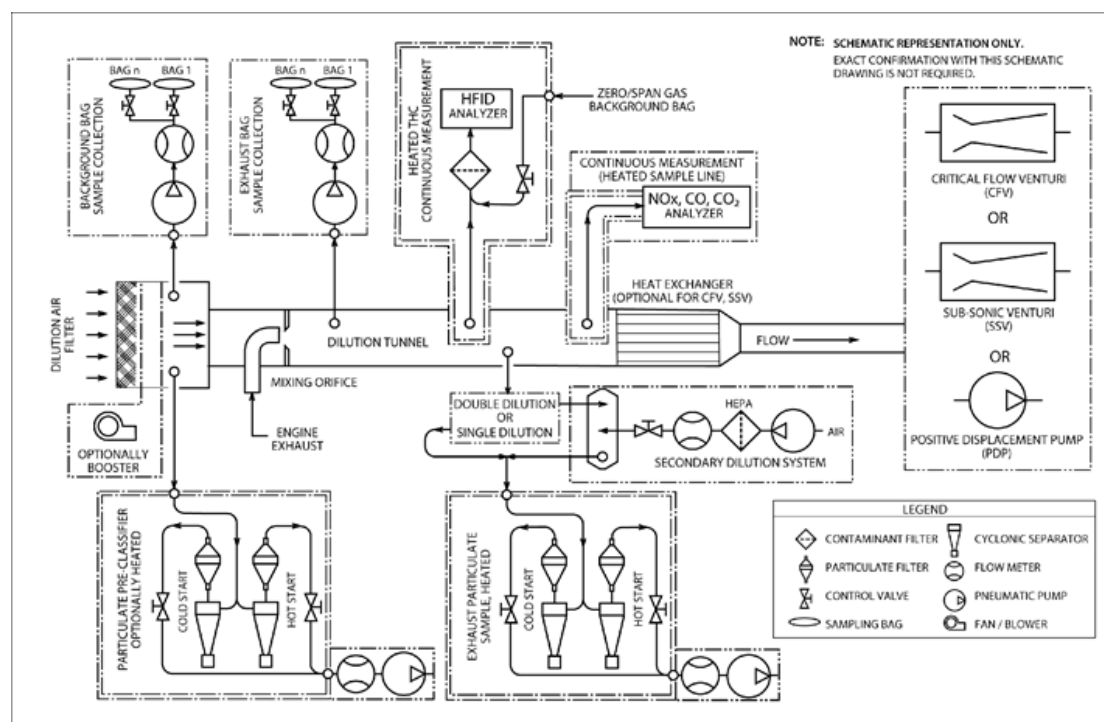 NOTE: SCHEMATIC REPRESENTATION ONLY.
EXACT CONFIRMATION WITH THIS SCHEMATIC
DRAWING IS NOT REQUIRED.
BAG n BAG 1
BACKGROUND BAG
SAMPLE COLLECTION
BAG n BAG 1
EXHAUST BAG
SAMPLE COLLECTION
HEATED THC
CONTINUOUS MEASUREMENT
HFID
ANALYZER
ZERO/SPAN GAS
BACKGROUND BAG
CONTINUOUS MEASUREMENT
(HEATED SAMPLE LINE)
NOx, CO, CO₂
ANALYZER
CRITICAL FLOW VENTURI
(CFV)
OR
SUB-SONIC VENTURI
(SSV)
OR
POSITIVE DISPLACEMENT PUMP
(PDP)
DILUTION AIR
FILTER
DILUTION TUNNEL
MIXING ORIFICE
ENGINE
EXHAUST
HEAT EXCHANGER
(OPTIONAL FOR CFV, SSV)
FLOW
OPTIONALLY
BOOSTER
DOUBLE DILUTION
OR
SINGLE DILUTION
HEPA
AIR
SECONDARY DILUTION SYSTEM
PARTICULATE PRE-CLASSIFIER
OPTIONALLY HEATED
COLD START
HOT START
EXHAUST PARTICULATE
SAMPLE, HEATED
COLD START
HOT START
LEGEND
CONTAMINANT FILTER
CYCLONIC SEPARATOR
PARTICULATE FILTER
FLOW METER
CONTROL VALVE
PNEUMATIC PUMP
SAMPLING BAG
FAN / BLOWER